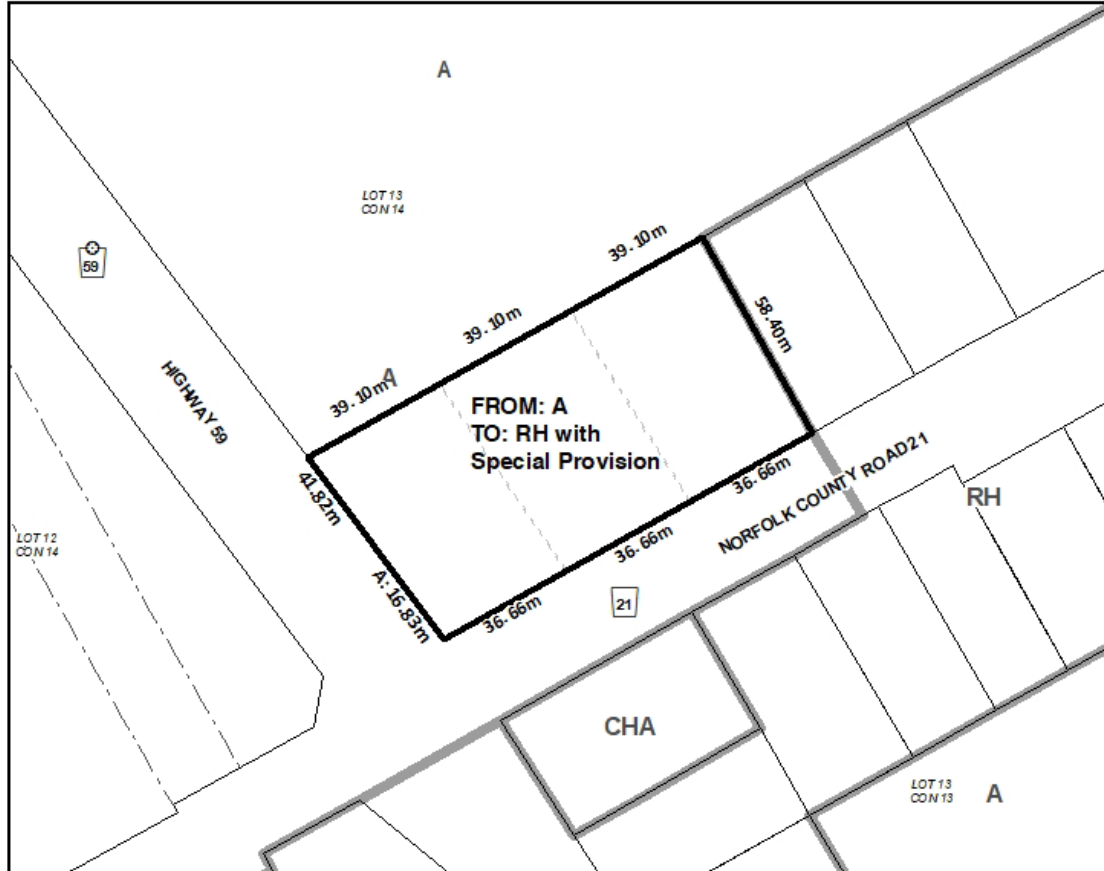 A
LOT 13
CON 14
59
39.10m
39.10m
39.10m
58.40m
A
HIGHWAY 59
FROM: A
TO: RH with
Special Provision
41.82m
A: 16.83m
36.66m
36.66m
36.66m
NORFOLK COUNTY ROAD 21
RH
LOT 12
CON 14
21
CHA
LOT 13
CON 13
A